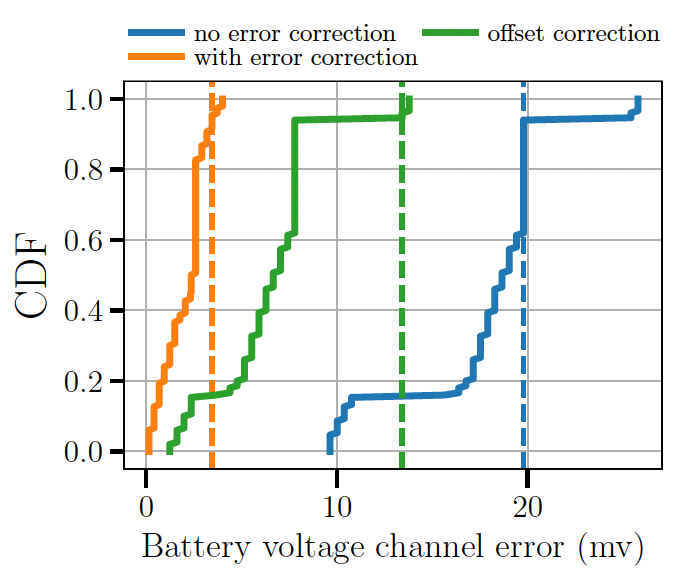 no error correction offset correction
with error correction
1.0
0.8
0.6
0.4
0.2
0.0
CDF
0 10 20
Battery voltage channel error (mv)